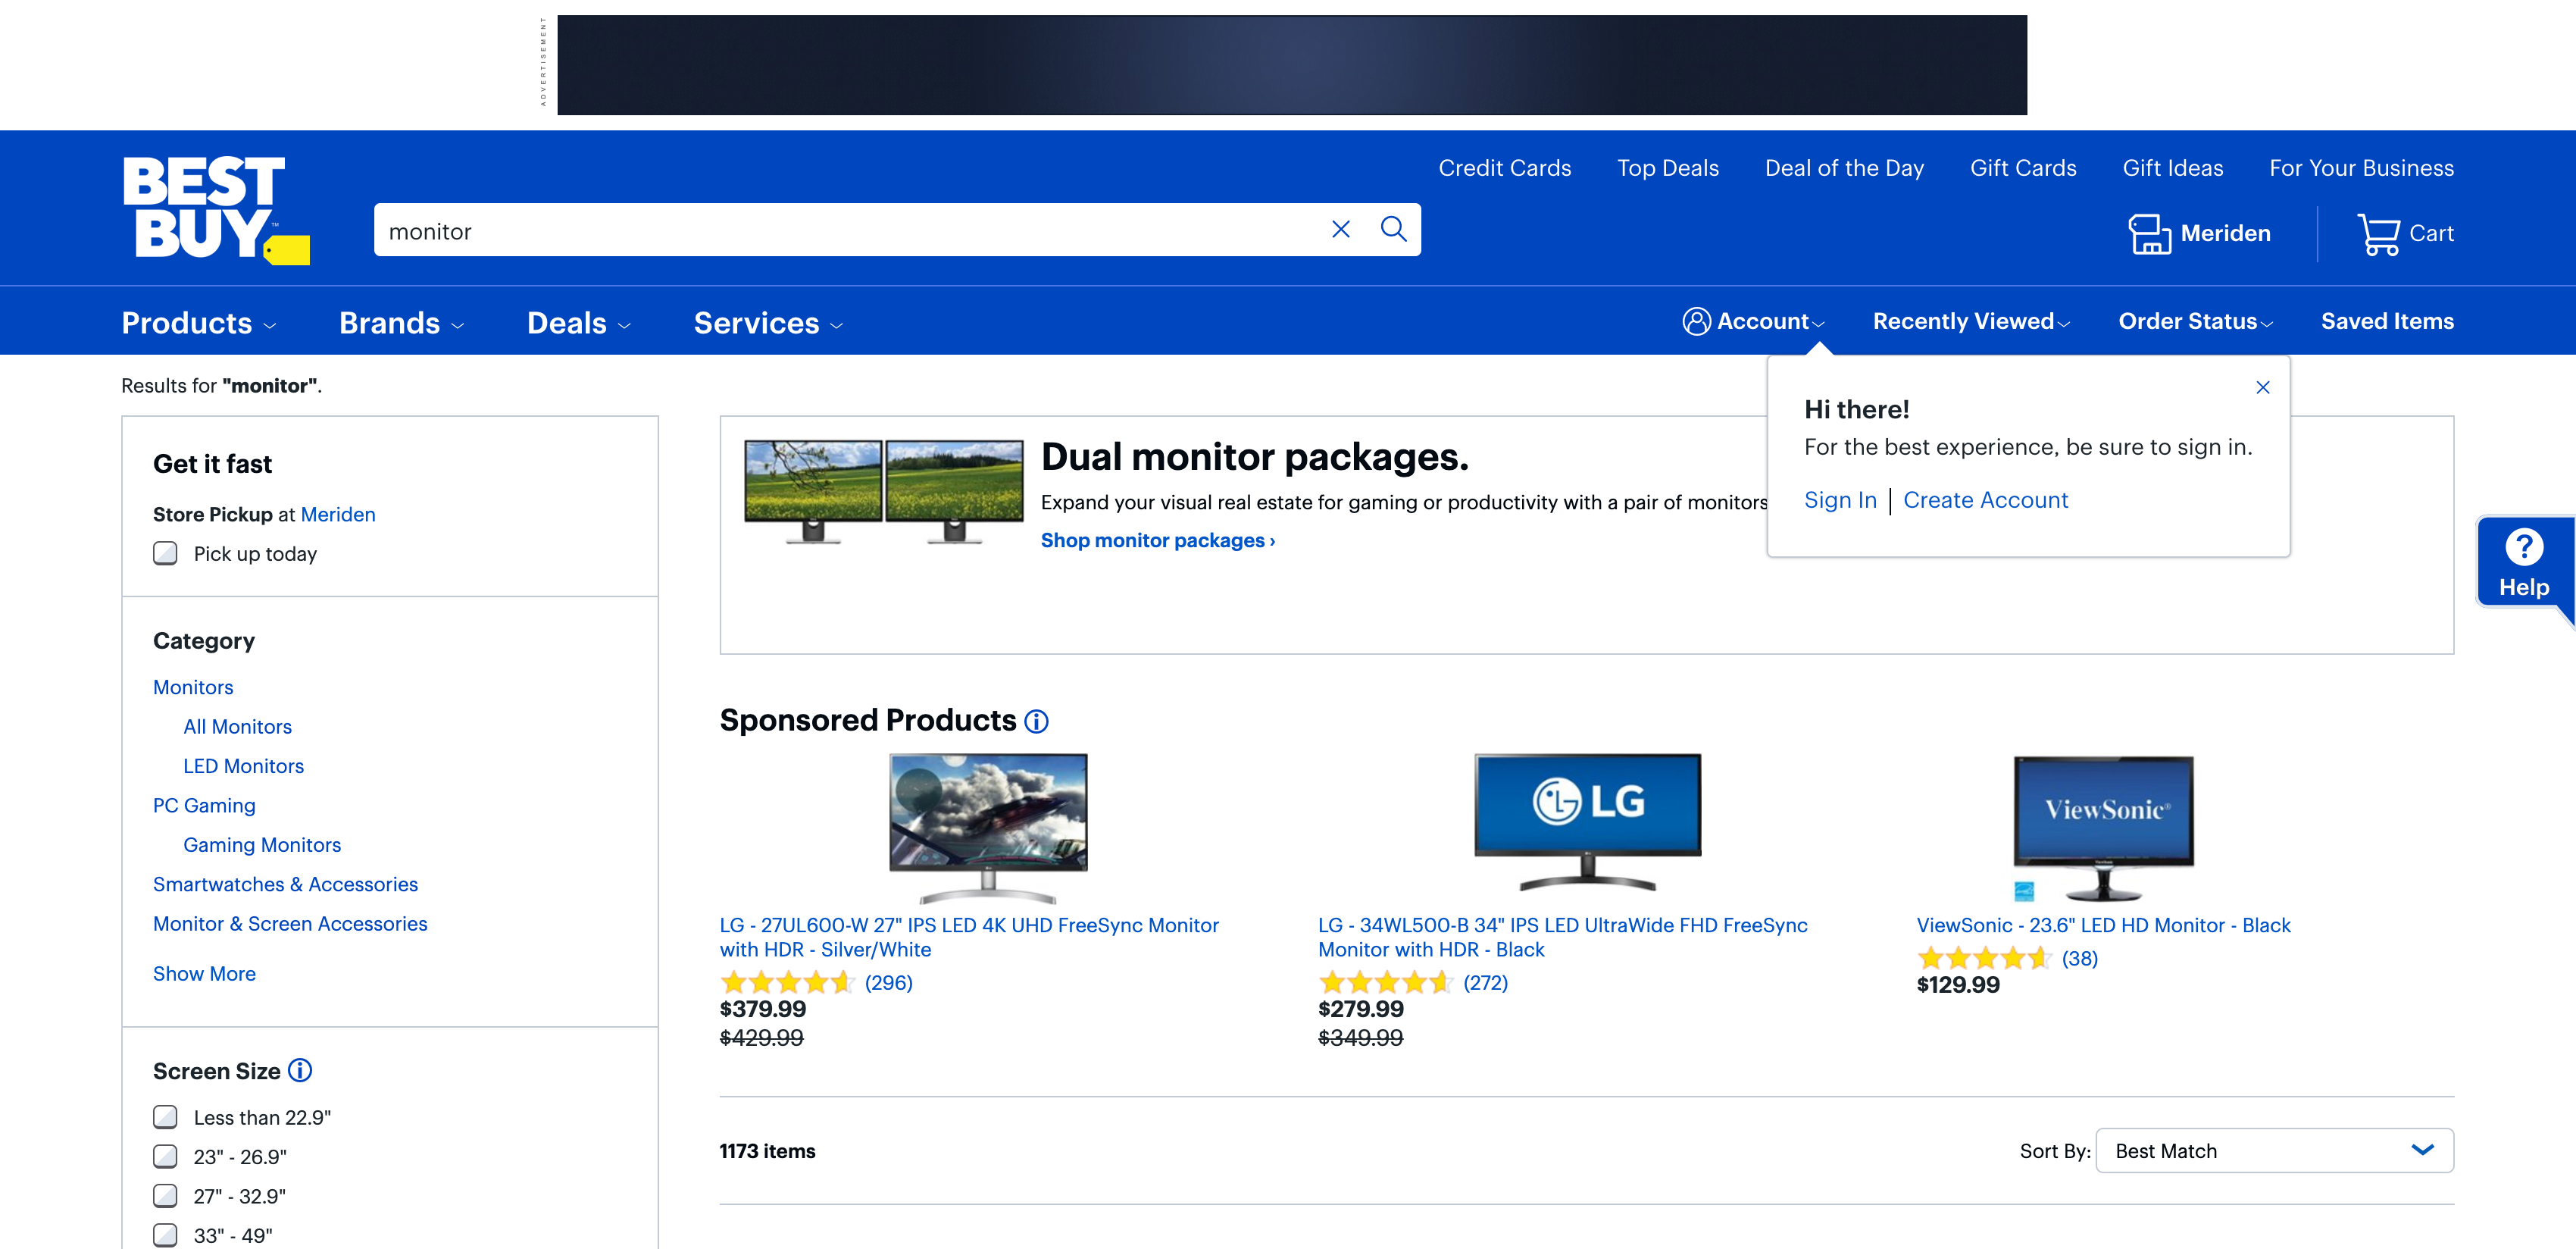 ADVERTISEMENT
BEST
BUY™
monitor
Credit Cards Top Deals Deal of the Day Gift Cards Gift Ideas For Your Business
Meriden Cart
Products Brands Deals Services
Account Recently Viewed Order Status Saved Items
Results for "monitor".
Hi there!
For the best experience, be sure to sign in.
Sign In | Create Account
Get it fast
Store Pickup at Meriden
Pick up today
Category
Monitors
All Monitors
LED Monitors
PC Gaming
Gaming Monitors
Smartwatches & Accessories
Monitor & Screen Accessories
Show More
Screen Size
Less than 22.9"
23" - 26.9"
27" - 32.9"
33" - 49"
Dual monitor packages.
Expand your visual real estate for gaming or productivity with a pair of monitors
Shop monitor packages ›
? Help
Sponsored Products
LG - 27UL600-W 27" IPS LED 4K UHD FreeSync Monitor
with HDR - Silver/White
(296)
$379.99
$429.99
LG
LG - 34WL500-B 34" IPS LED UltraWide FHD FreeSync
Monitor with HDR - Black
(272)
$279.99
$349.99
ViewSonic®
ViewSonic - 23.6" LED HD Monitor - Black
(38)
$129.99
1173 items
Sort By: Best Match